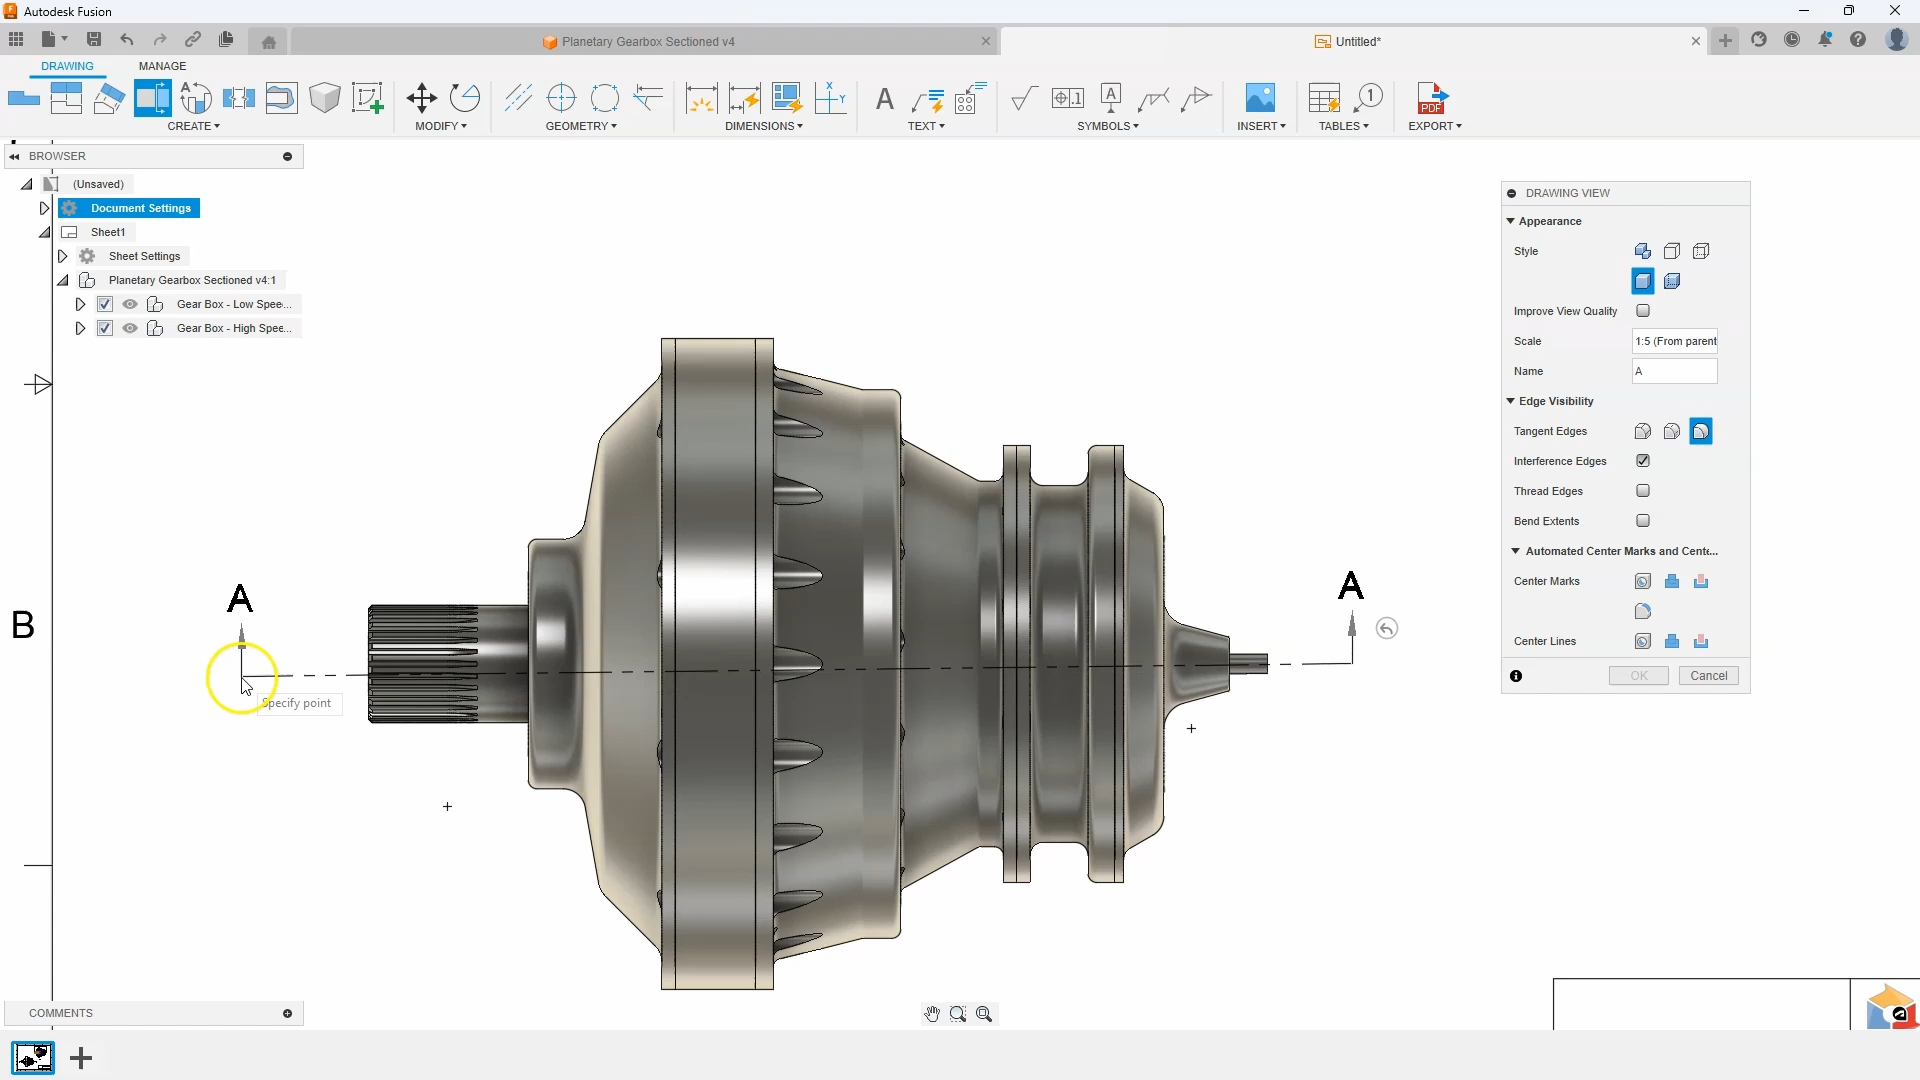 Autodesk Fusion
Planetary Gearbox Sectioned v4
Untitled*
DRAWING
MANAGE
CREATE
MODIFY
GEOMETRY
DIMENSIONS
TEXT
SYMBOLS
INSERT
TABLES
EXPORT
PDF
BROWSER
(Unsaved)
Document Settings
Sheet1
Sheet Settings
Planetary Gearbox Sectioned v4:1
Gear Box - Low Spee...
Gear Box - High Spee...
B
A
A
Specify point
DRAWING VIEW
Appearance
Style
Improve View Quality
Scale
1:5 (From parent
Name
A
Edge Visibility
Tangent Edges
Interference Edges
Thread Edges
Bend Extents
Automated Center Marks and Cente...
Center Marks
Center Lines
OK
Cancel
COMMENTS